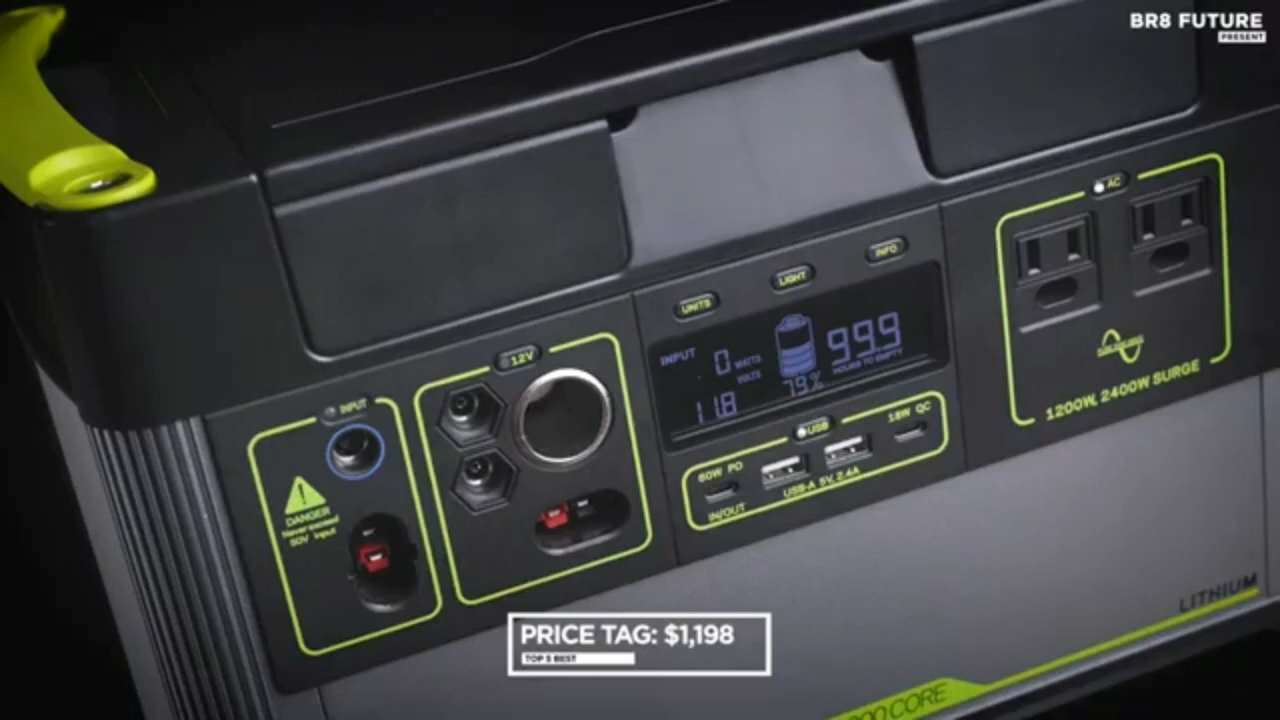 BR8 FUTURE
PRESENT
AC
INFO
LIGHT
UNITS
INPUT 0 WATTS
VOLTS
11.8
79%
99.9
HOURS TO EMPTY
12V
INPUT
1200W, 2400W SURGE
USB
18W QC
60W PD
USB-A 5V, 2.4A
IN/OUT
DANGER
Never exceed
50V input
LITHIUM
PRICE TAG: $1,198
TOP 5 BEST
CORE